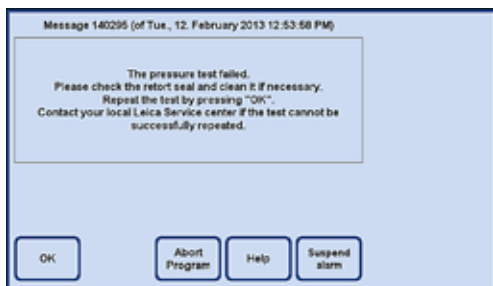 Message 140295 (of Tue., 12. February 2013 12:53:58 PM)
The pressure test failed.
Please check the retort seal and clean it if necessary.
Repeat the test by pressing "OK".
Contact your local Leica Service center if the test cannot be
successfully repeated.
OK
Abort
Program
Help
Suspend
alarm